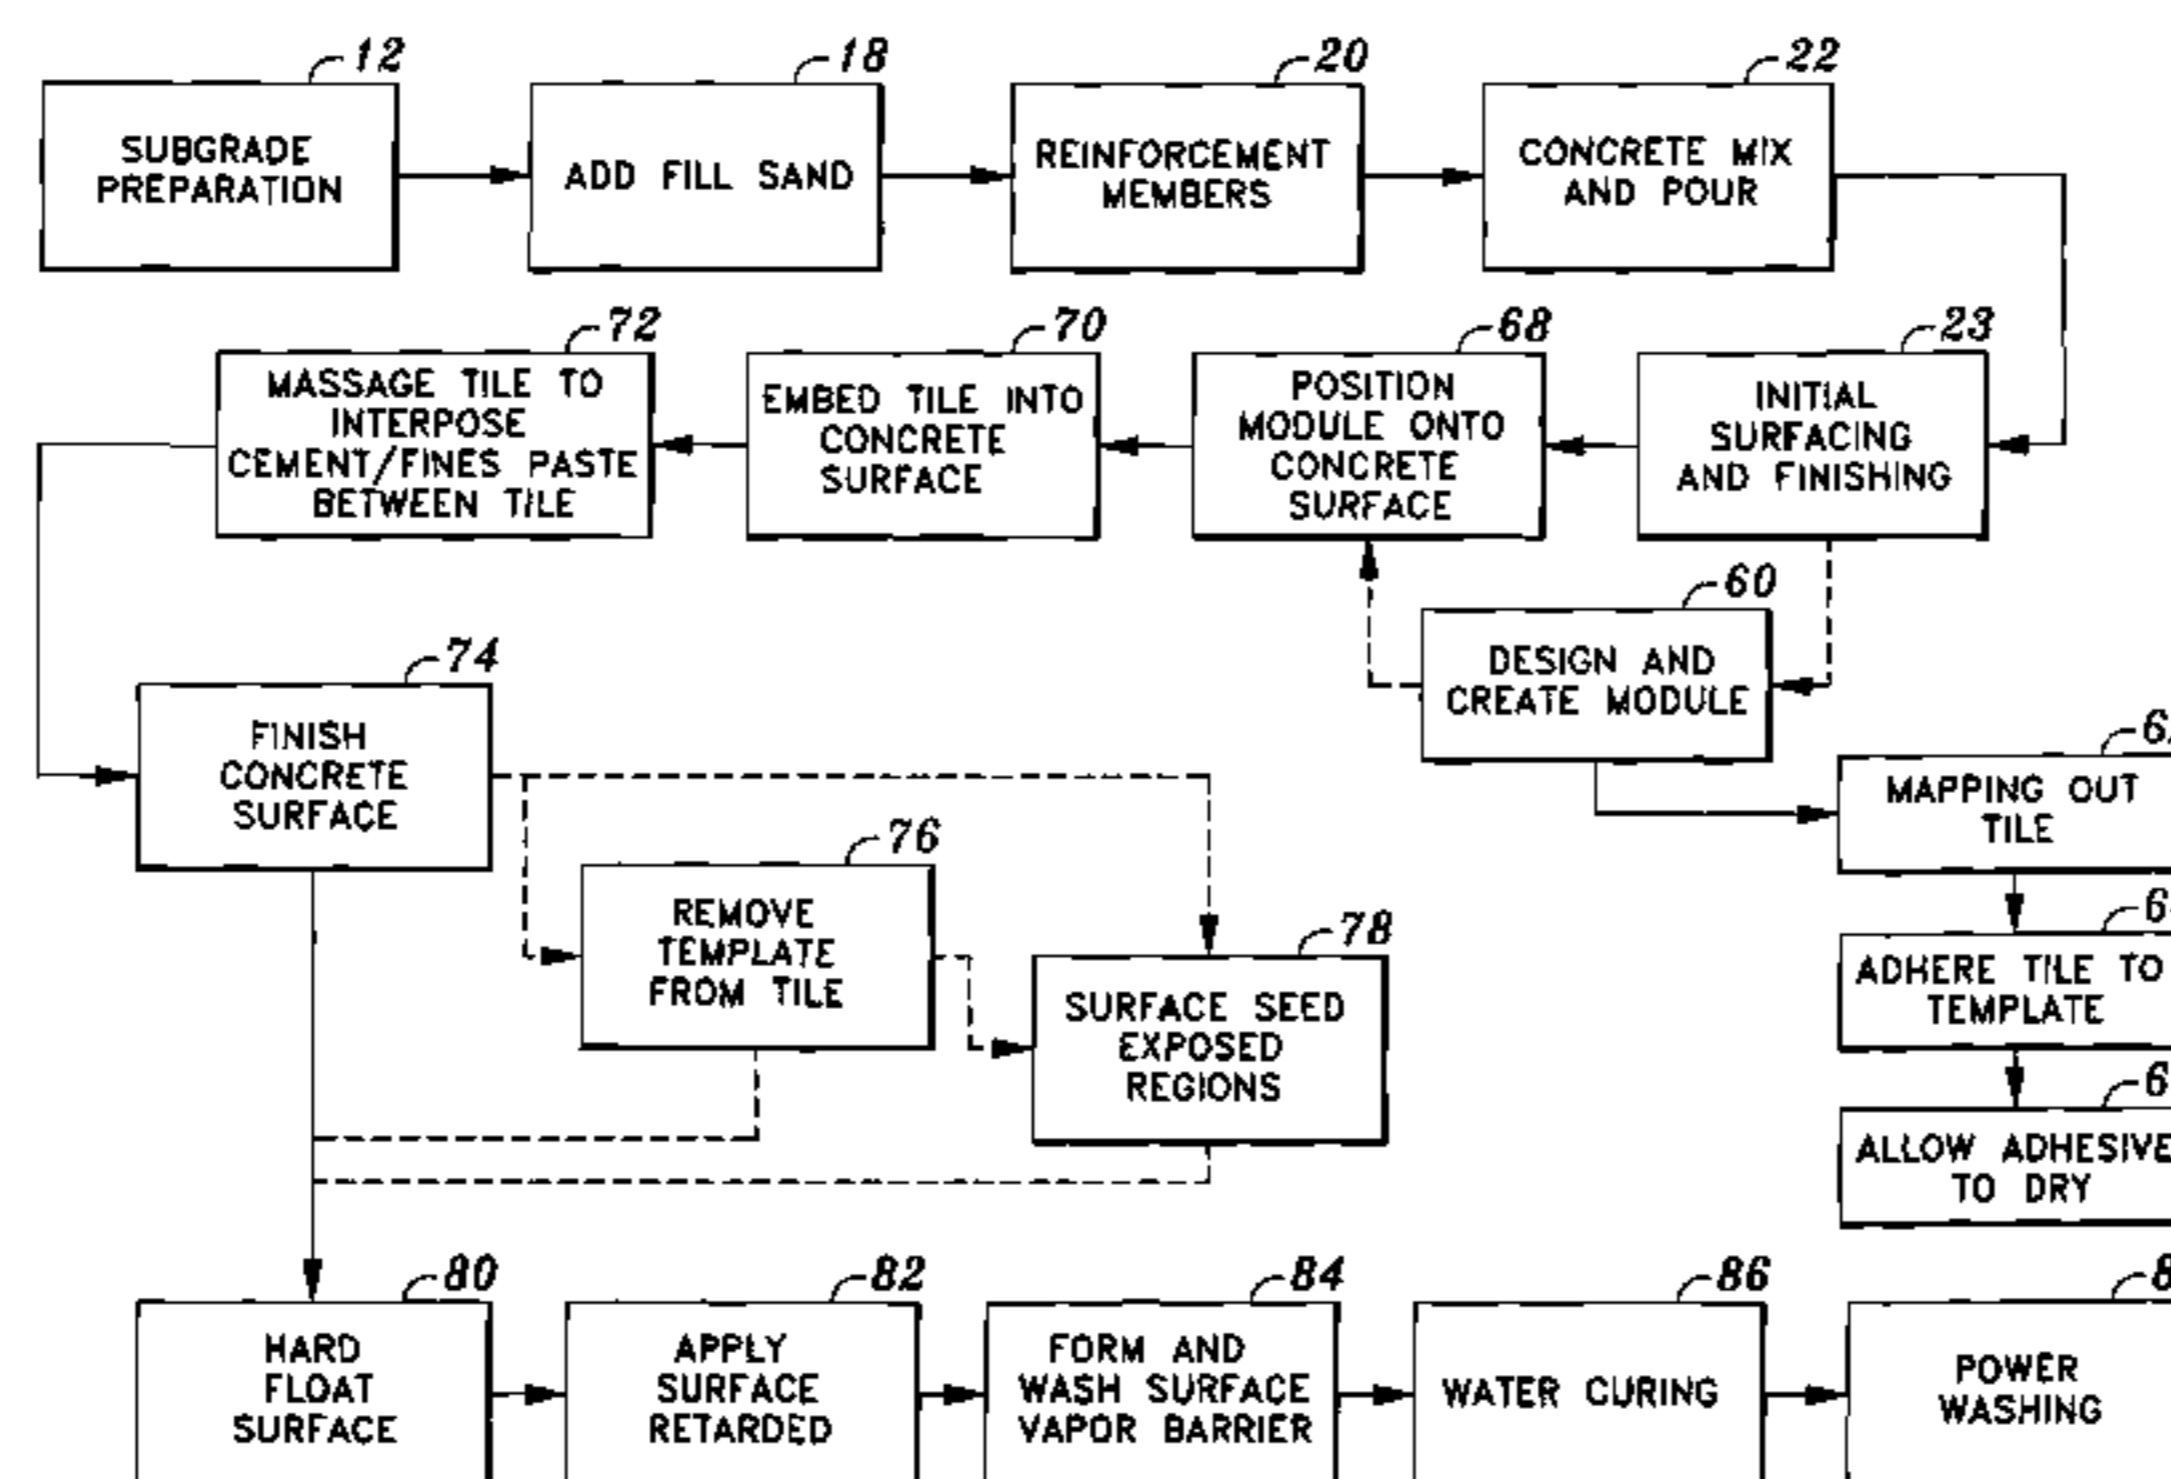 12
SUBGRADE
PREPARATION
18
ADD FILL SAND
20
REINFORCEMENT
MEMBERS
22
CONCRETE MIX
AND POUR
72
MASSAGE TILE TO
INTERPOSE
CEMENT/FINES PASTE
BETWEEN TILE
70
EMBED TILE INTO
CONCRETE
SURFACE
68
POSITION
MODULE ONTO
CONCRETE
SURFACE
23
INITIAL
SURFACING
AND FINISHING
60
DESIGN AND
CREATE MODULE
74
FINISH
CONCRETE
SURFACE
MAPPING OUT
TILE
76
REMOVE
TEMPLATE
FROM TILE
78
SURFACE SEED
EXPOSED
REGIONS
ADHERE TILE TO
TEMPLATE
ALLOW ADHESIVE
TO DRY
80
HARD
FLOAT
SURFACE
82
APPLY
SURFACE
RETARDED
84
FORM AND
WASH SURFACE
VAPOR BARRIER
86
WATER CURING
POWER
WASHING